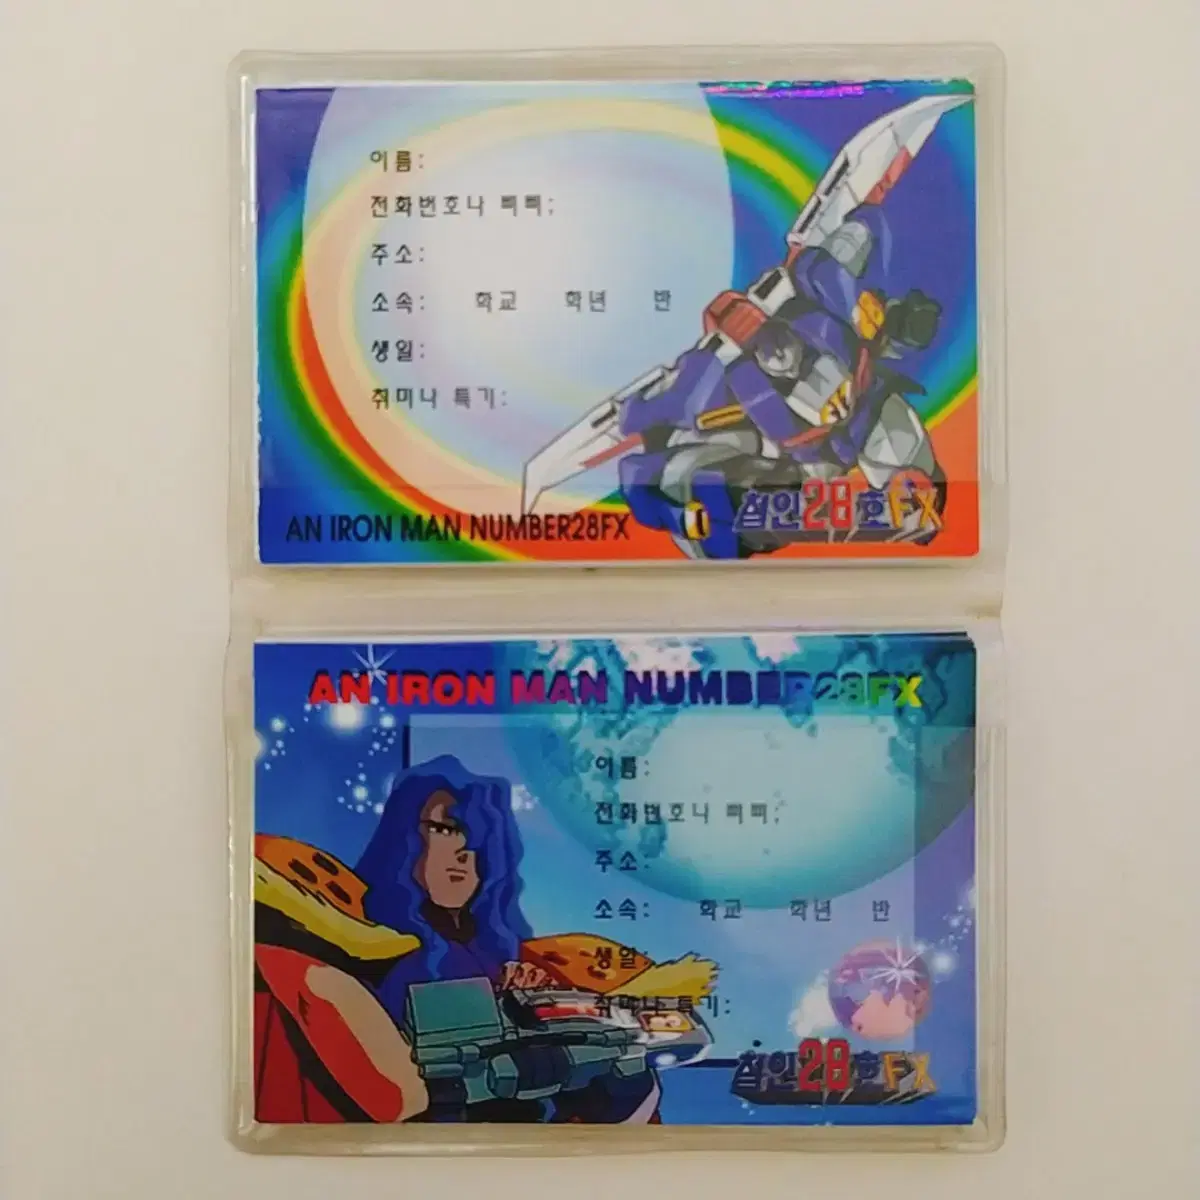 이름:
전화번호나 삐삐:
주소:
소속: 학교 학년 반
생일:
취미나 특기:
AN IRON MAN NUMBER28FX
철인28호FX
AN IRON MAN NUMBER28FX
이름:
전화번호나 삐삐:
주소:
소속: 학교 학년 반
생일:
취미나 특기:
철인28호FX